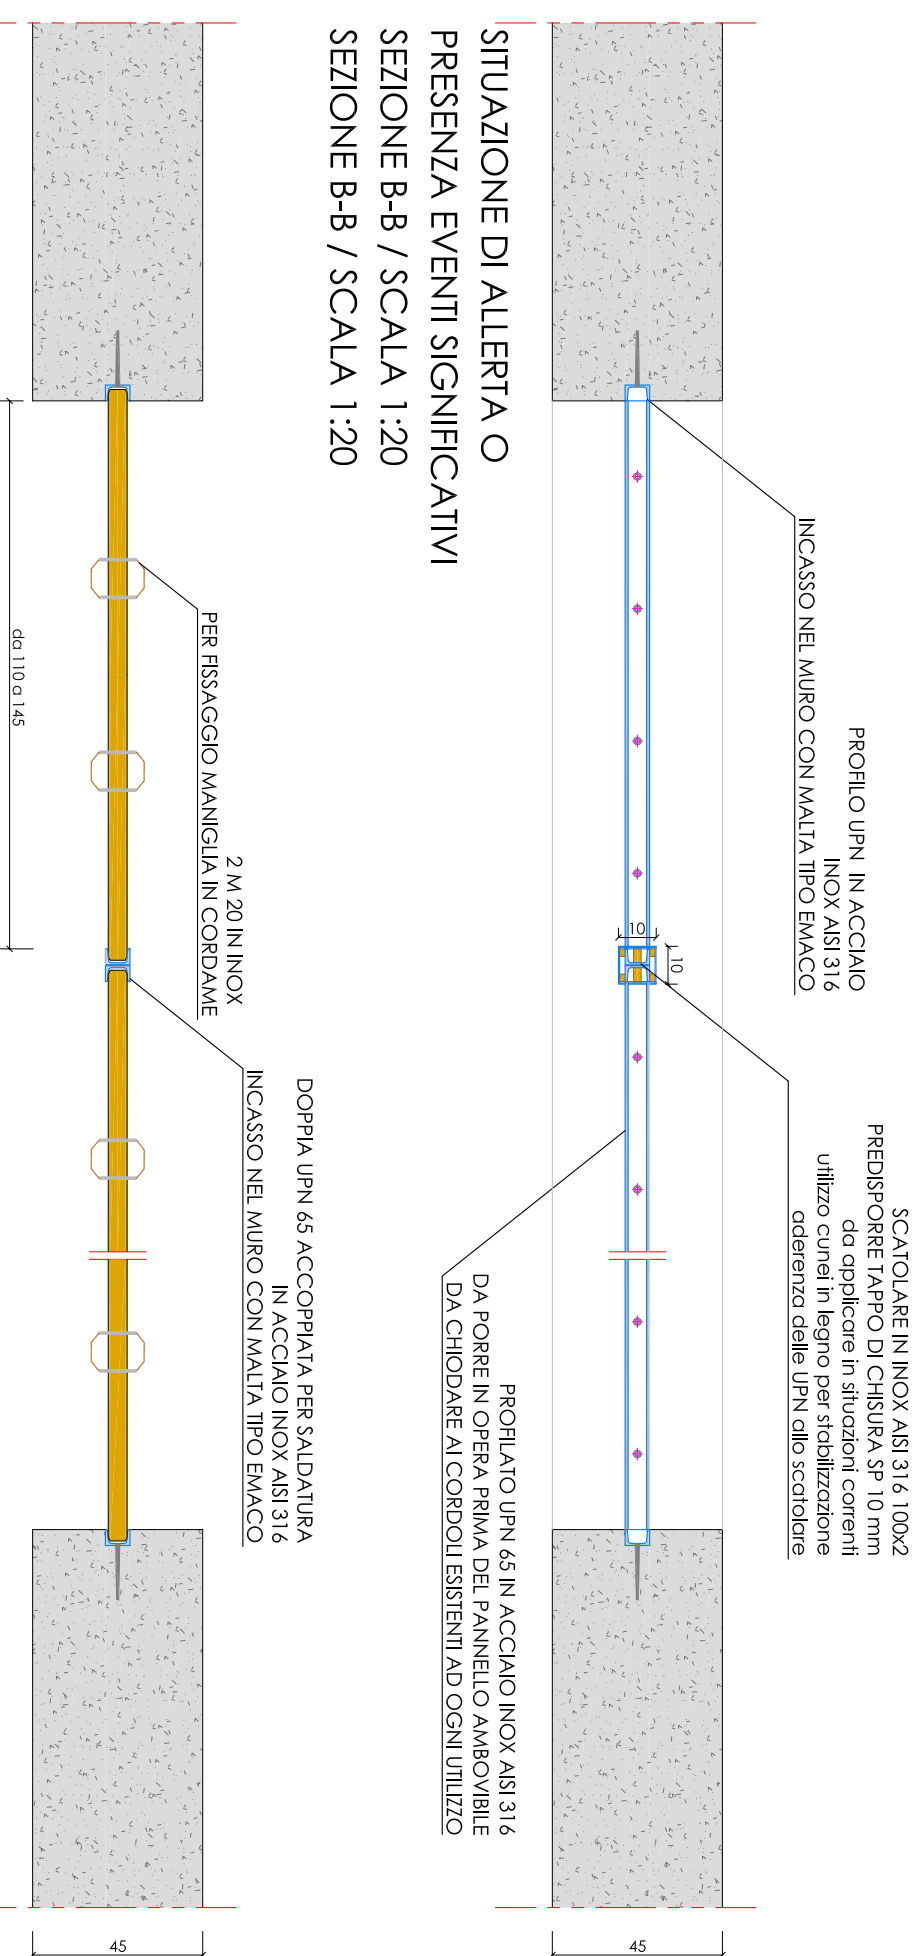 SCATOLARE IN INOX AISI 316 100x2
PREDISPORRE TAPPO DI CHISURA SP 10 mm
da applicare in situazioni correnti
utilizzo cunei in legno per stabilizzazione
aderenza delle UPN allo scatolare
PROFILO UPN IN ACCIAIO
INOX AISI 316
INCASSO NEL MURO CON MALTA TIPO EMACO
10
10
45
PROFILATO UPN 65 IN ACCIAIO INOX AISI 316
DA PORRE IN OPERA PRIMA DEL PANNELLO AMBOVIBILE
DA CHIODARE AI CORDOLI ESISTENTI AD OGNI UTILIZZO
SITUAZIONE DI ALLERTA O
PRESENZA EVENTI SIGNIFICATIVI
SEZIONE B-B / SCALA 1:20
SEZIONE B-B / SCALA 1:20
DOPPIA UPN 65 ACCOPPIATA PER SALDATURA
IN ACCIAIO INOX AISI 316
INCASSO NEL MURO CON MALTA TIPO EMACO
2 M 20 IN INOX
PER FISSAGGIO MANIGLIA IN CORDAME
45
da 110 a 145